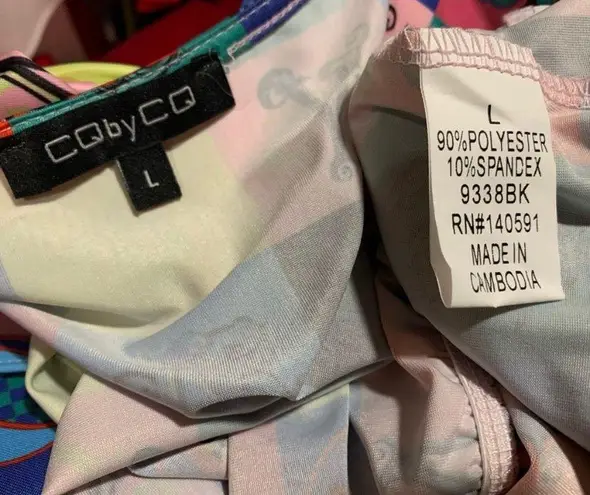 CQbyCQ
L
L
90%POLYESTER
10%SPANDEX
9338BK
RN#140591
MADE IN
CAMBODIA